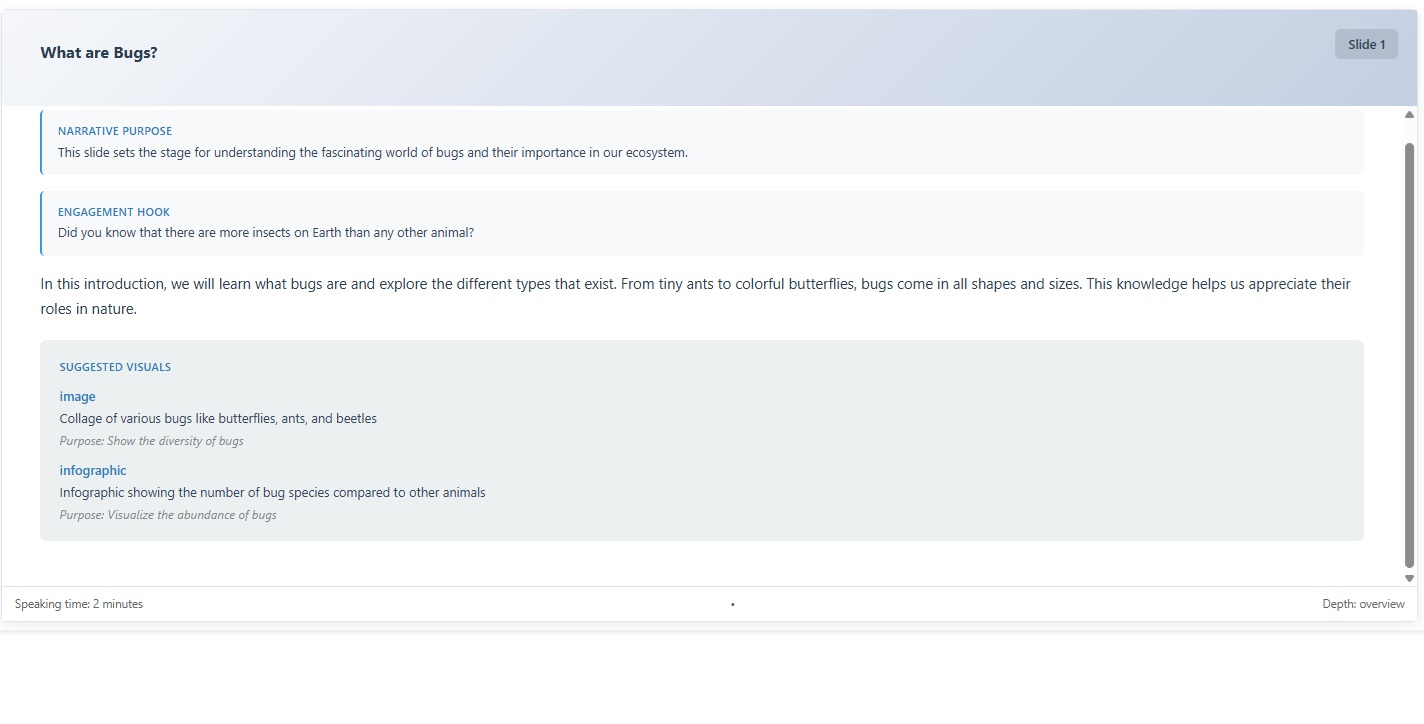 What are Bugs?
Slide 1
NARRATIVE PURPOSE
This slide sets the stage for understanding the fascinating world of bugs and their importance in our ecosystem.
ENGAGEMENT HOOK
Did you know that there are more insects on Earth than any other animal?
In this introduction, we will learn what bugs are and explore the different types that exist. From tiny ants to colorful butterflies, bugs come in all shapes and sizes. This knowledge helps us appreciate their
roles in nature.
SUGGESTED VISUALS
image
Collage of various bugs like butterflies, ants, and beetles
Purpose: Show the diversity of bugs
infographic
Infographic showing the number of bug species compared to other animals
Purpose: Visualize the abundance of bugs
Speaking time: 2 minutes
•
Depth: overview